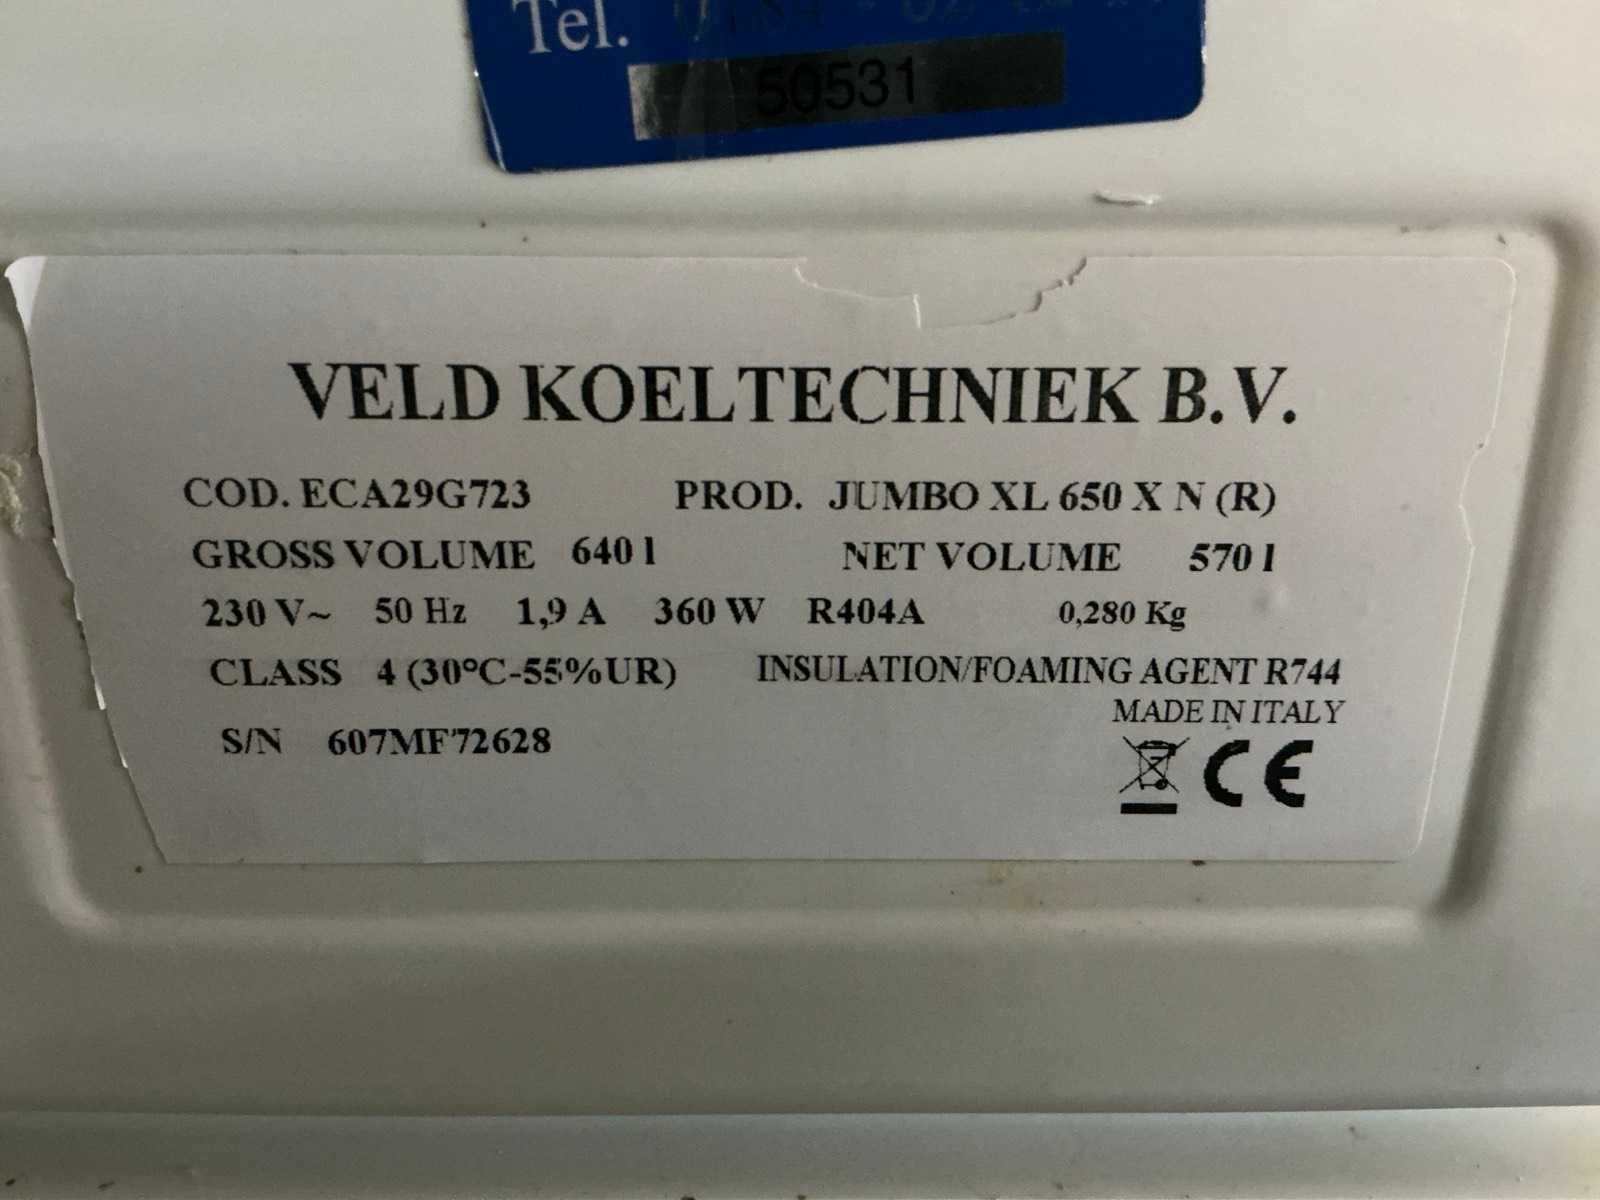 Tel.
50531
VELD KOELTECHNIEK B.V.
COD. ECA29G723 PROD. JUMBO XL 650 X N (R)
GROSS VOLUME 640 l NET VOLUME 570 l
230 V~ 50 Hz 1,9 A 360 W R404A 0,280 Kg
CLASS 4 (30°C-55%UR) INSULATION/FOAMING AGENT R744
MADE IN ITALY
S/N 607MF72628
CE